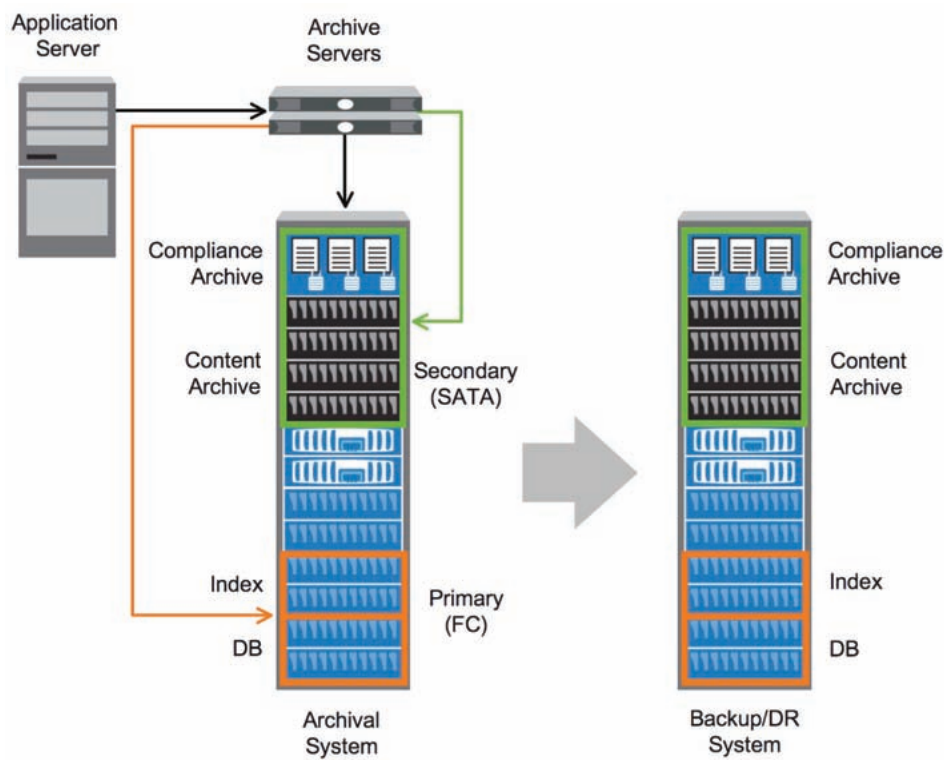 Application
Server
Archive
Servers
Compliance
Archive
Content
Archive
Secondary
(SATA)
Index
DB
Primary
(FC)
Archival
System
Compliance
Archive
Content
Archive
Index
DB
Backup/DR
System